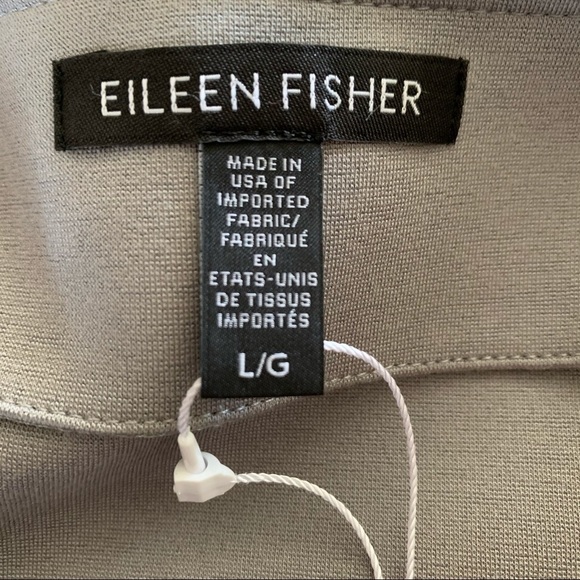 EILEEN FISHER
MADE IN
USA OF
IMPORTED
FABRIC/
FABRIQUÉ
EN
ETATS-UNIS
DE TISSUS
IMPORTÉS
L/G